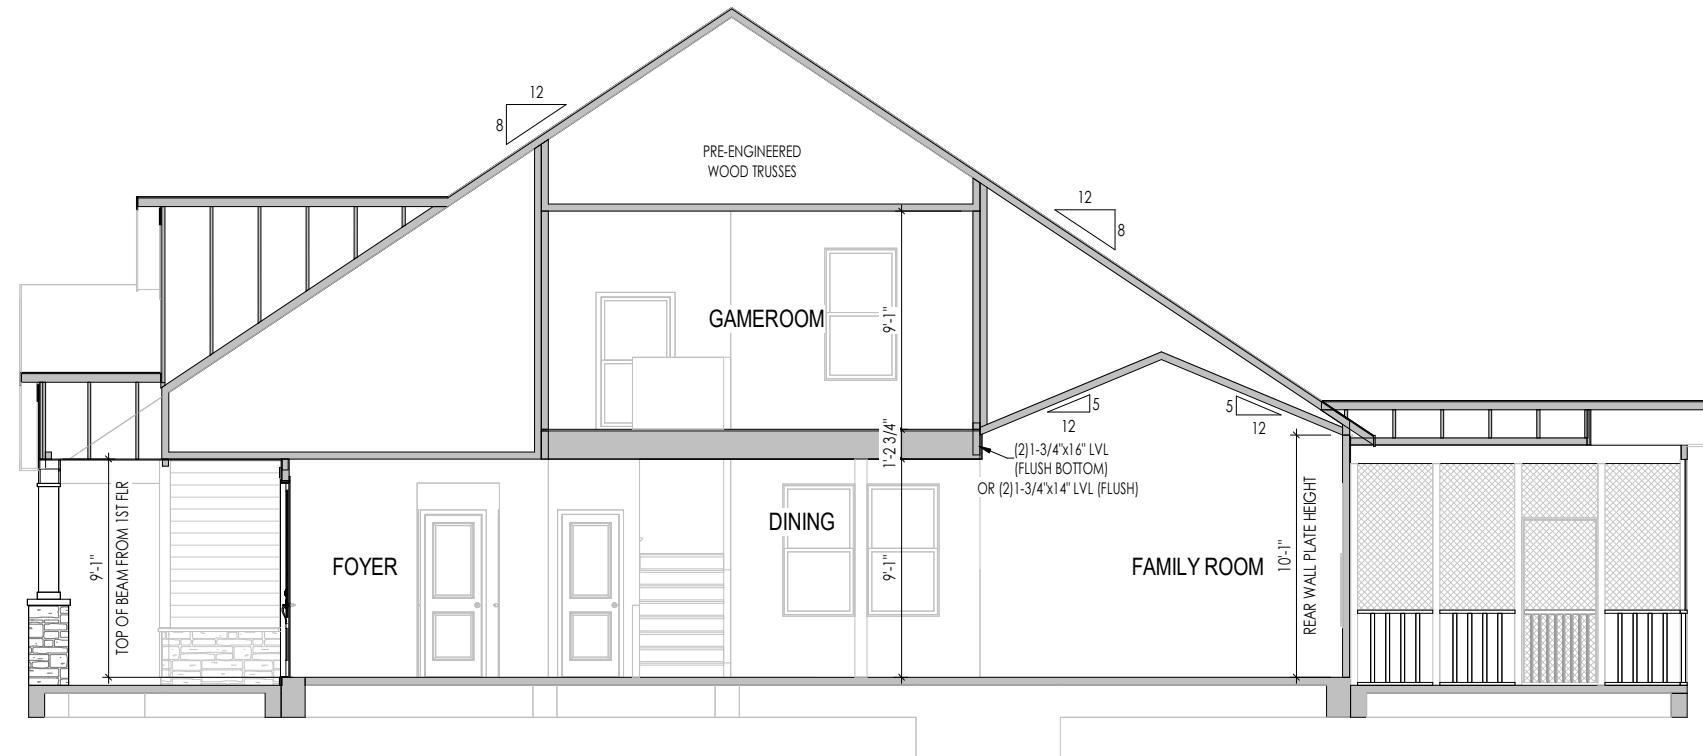 12
8
PRE-ENGINEERED
WOOD TRUSSES
12
8
GAMEROOM
9'-1"
5
12
5
12
1'-2 3/4"
(2)1-3/4"x16" LVL
(FLUSH BOTTOM)
OR (2)1-3/4"x14" LVL (FLUSH)
9'-1"
TOP OF BEAM FROM 1ST FLR
FOYER
DINING
9'-1"
FAMILY ROOM
10'-1"
REAR WALL PLATE HEIGHT